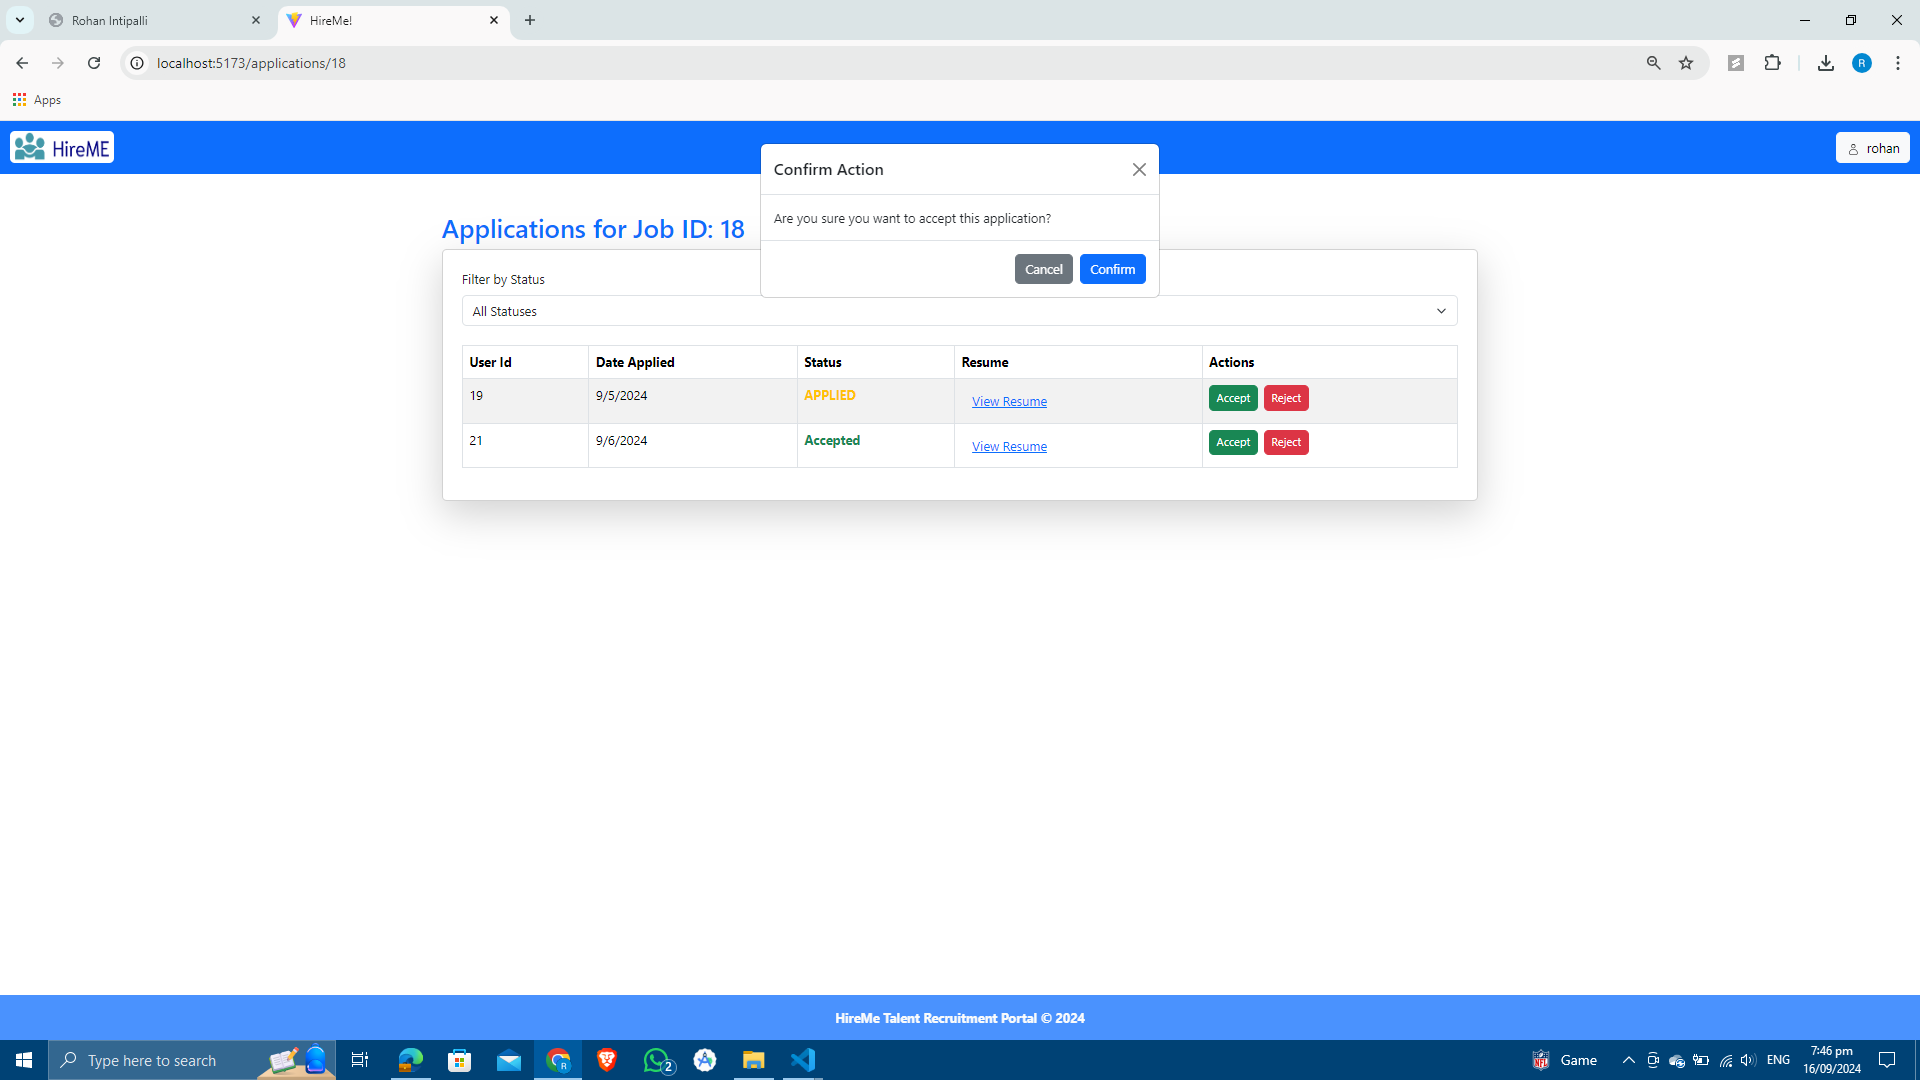 Rohan Intipalli
HireMe!
localhost:5173/applications/18
R
Apps
HireME
rohan
Confirm Action
Are you sure you want to accept this application?
Cancel Confirm
Applications for Job ID: 18
Filter by Status
All Statuses
User Id Date Applied Status Resume Actions
19 9/5/2024 APPLIED View Resume Accept Reject
21 9/6/2024 Accepted View Resume Accept Reject
HireMe Talent Recruitment Portal © 2024
Type here to search
R
2
NFL
Game
ENG
7:46 pm
16/09/2024